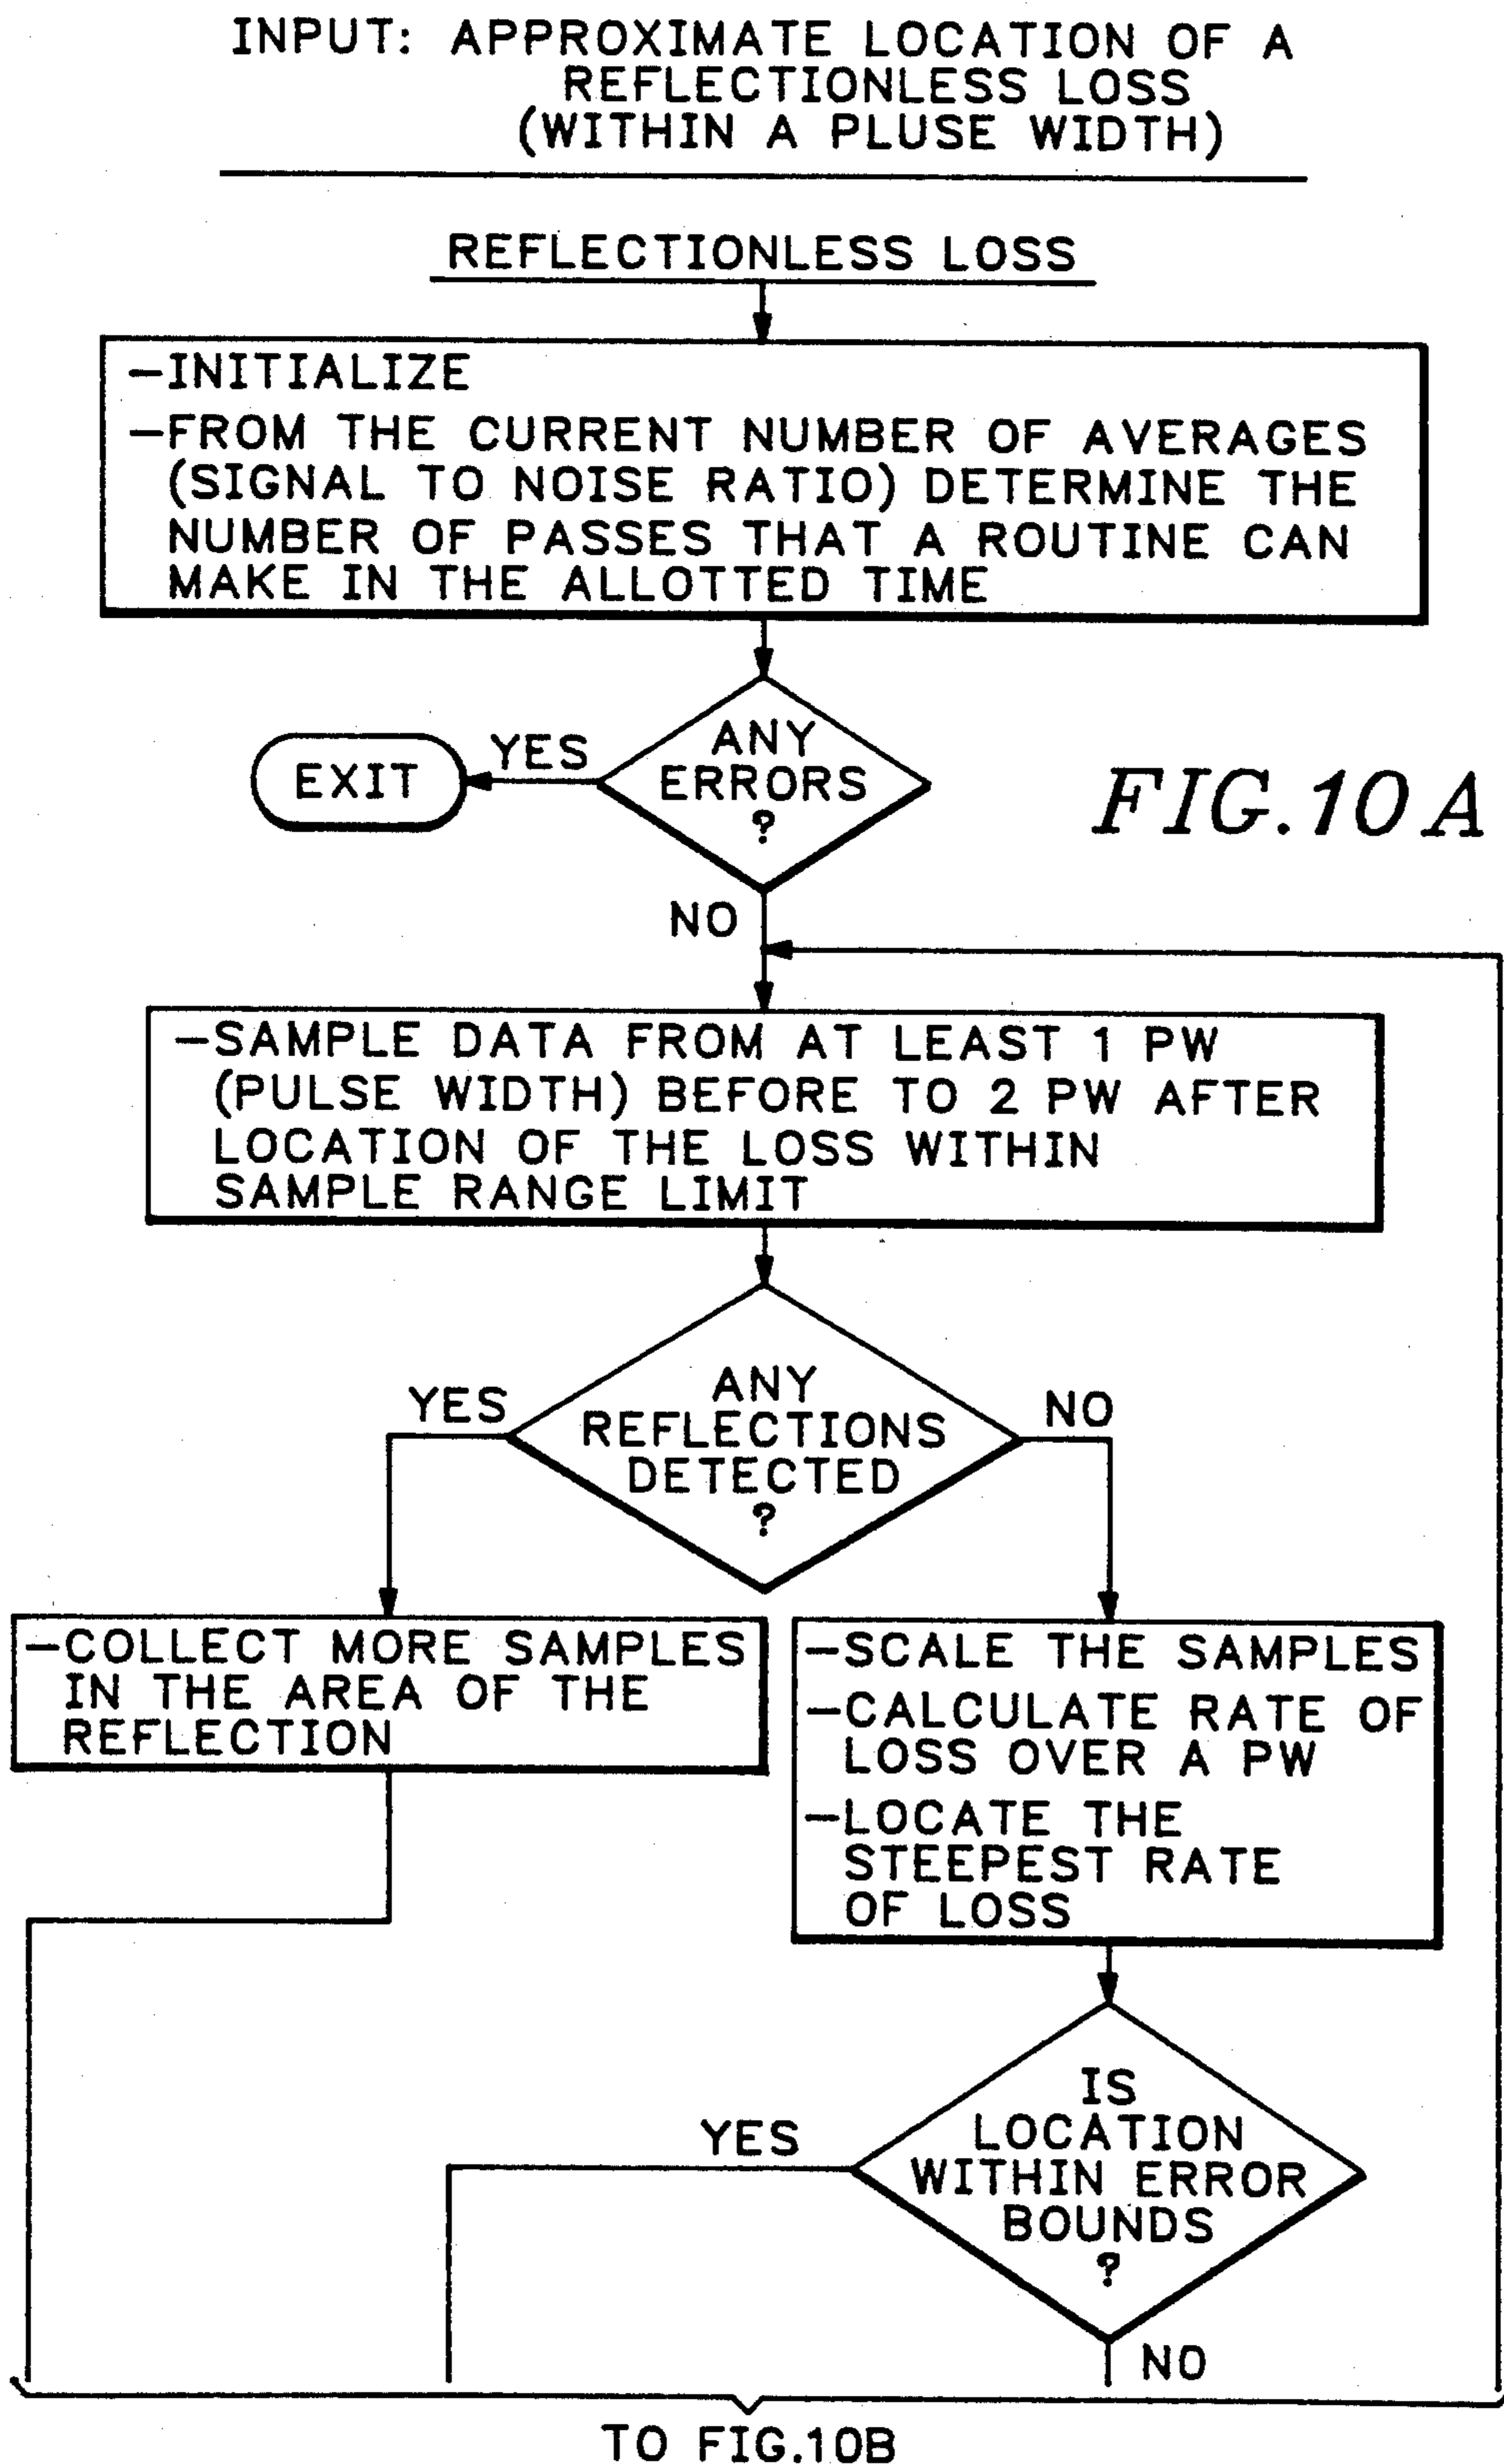 INPUT: APPROXIMATE LOCATION OF A
REFLECTIONLESS LOSS
(WITHIN A PLUSE WIDTH)
REFLECTIONLESS LOSS
-INITIALIZE
-FROM THE CURRENT NUMBER OF AVERAGES
(SIGNAL TO NOISE RATIO) DETERMINE THE
NUMBER OF PASSES THAT A ROUTINE CAN
MAKE IN THE ALLOTTED TIME
ANY
ERRORS
?
YES
EXIT
FIG.10A
NO
-SAMPLE DATA FROM AT LEAST 1 PW
(PULSE WIDTH) BEFORE TO 2 PW AFTER
LOCATION OF THE LOSS WITHIN
SAMPLE RANGE LIMIT
YES
ANY
REFLECTIONS
DETECTED
?
NO
-COLLECT MORE SAMPLES
IN THE AREA OF THE
REFLECTION
-SCALE THE SAMPLES
-CALCULATE RATE OF
LOSS OVER A PW
-LOCATE THE
STEEPEST RATE
OF LOSS
YES
IS
LOCATION
WITHIN ERROR
BOUNDS
?
NO
TO FIG.10B